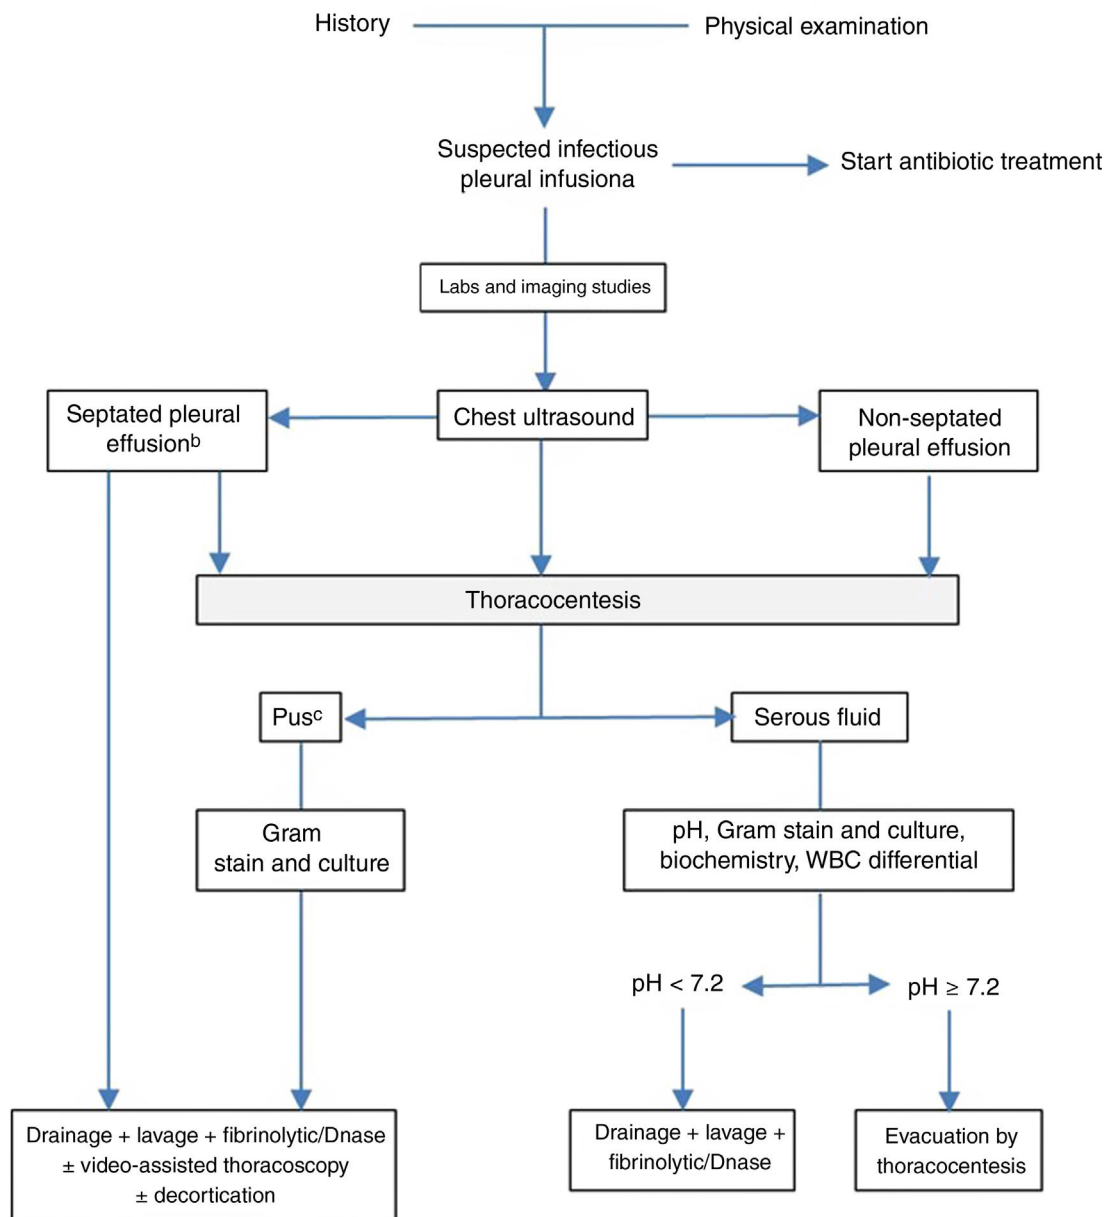 History
Physical examination
Suspected infectious
pleural infusiona
Start antibiotic treatment
Labs and imaging studies
Septated pleural
effusionᵇ
Chest ultrasound
Non-septated
pleural effusion
Thoracocentesis
Pusᶜ
Serous fluid
Gram
stain and culture
pH, Gram stain and culture,
biochemistry, WBC differential
pH < 7.2
pH ≥ 7.2
Drainage + lavage + fibrinolytic/Dnase
± video-assisted thoracoscopy
± decortication
Drainage + lavage +
fibrinolytic/Dnase
Evacuation by
thoracocentesis